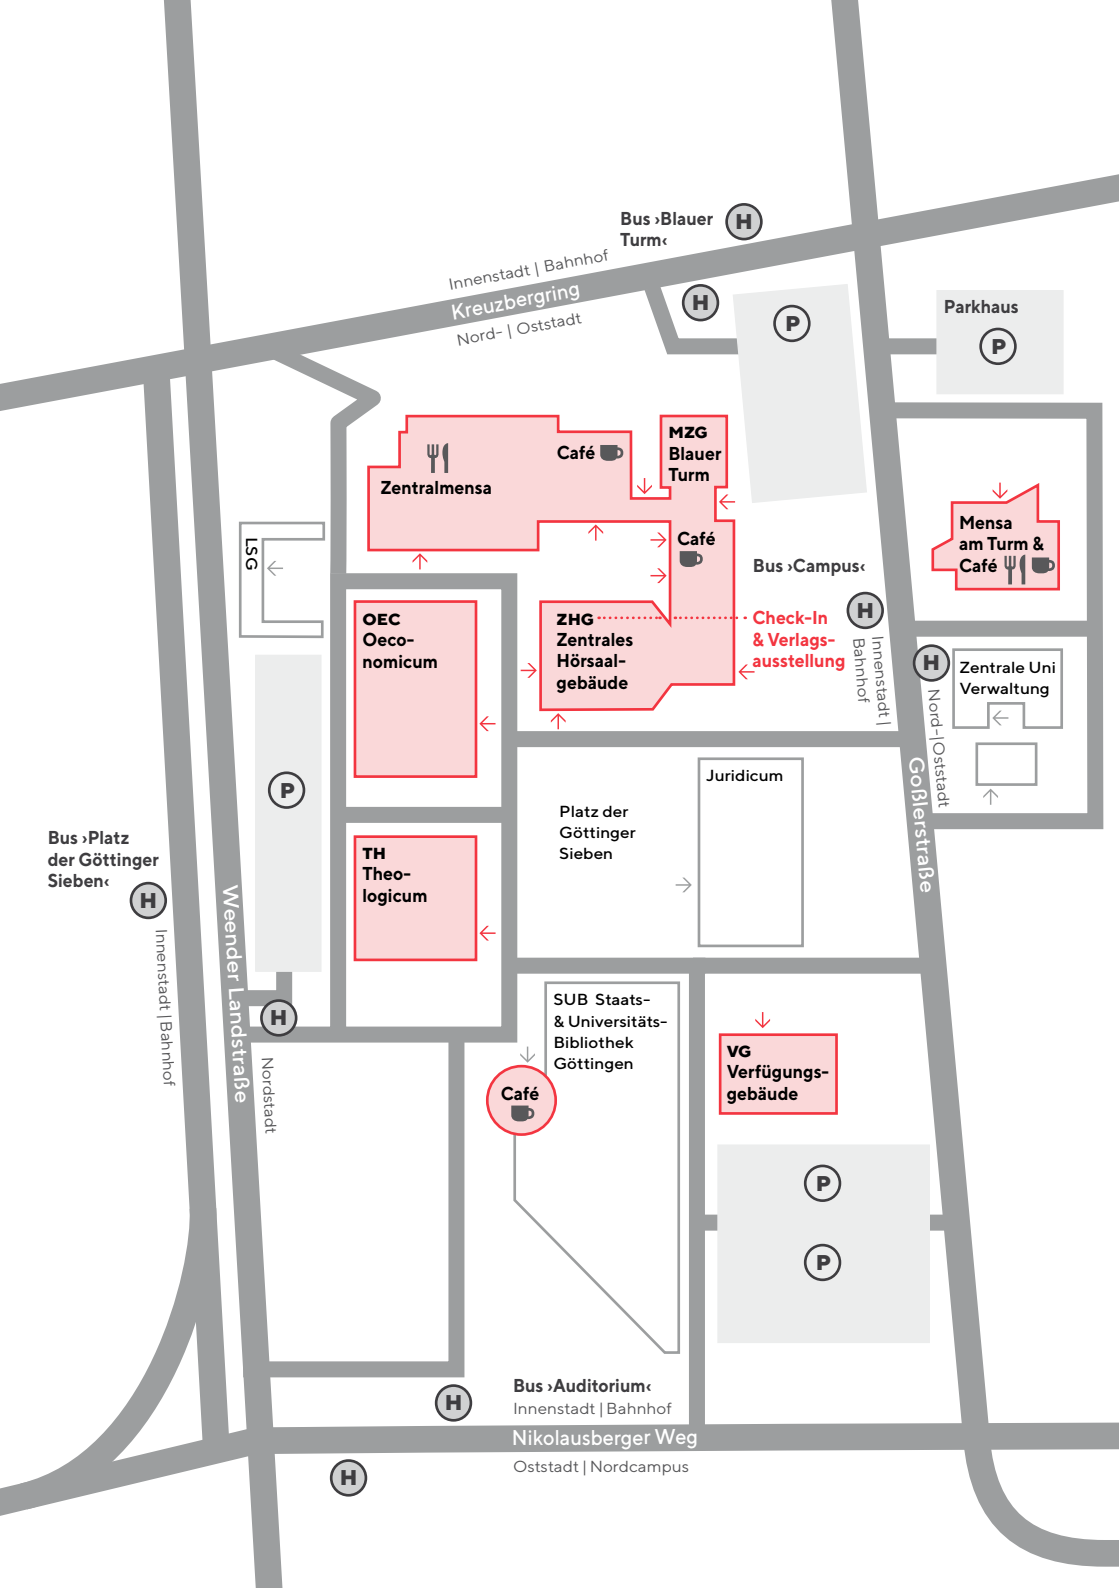 Bus ›Blauer
Turm‹
H
Innenstadt | Bahnhof
Kreuzbergring
Nord- | Oststadt
H
P
Parkhaus
P
Zentralmensa
Café
MZG
Blauer
Turm
Café
Mensa
am Turm &
Café
LSG
Bus ›Campus‹
H
Innenstadt |
Bahnhof
OEC
Oeco-
nomicum
ZHG
Zentrales
Hörsaal-
gebäude
Check-In
& Verlags-
ausstellung
H
Nord-|Oststadt
Zentrale Uni
Verwaltung
Goßlerstraße
P
Juridicum
Platz der
Göttinger
Sieben
Bus ›Platz
der Göttinger
Sieben‹
H
Innenstadt | Bahnhof
Weender Landstraße
TH
Theo-
logicum
H
Nordstadt
SUB Staats-
& Universitäts-
Bibliothek
Göttingen
Café
VG
Verfügungs-
gebäude
P
P
Bus ›Auditorium‹
H
Innenstadt | Bahnhof
Nikolausberger Weg
Oststadt | Nordcampus
H